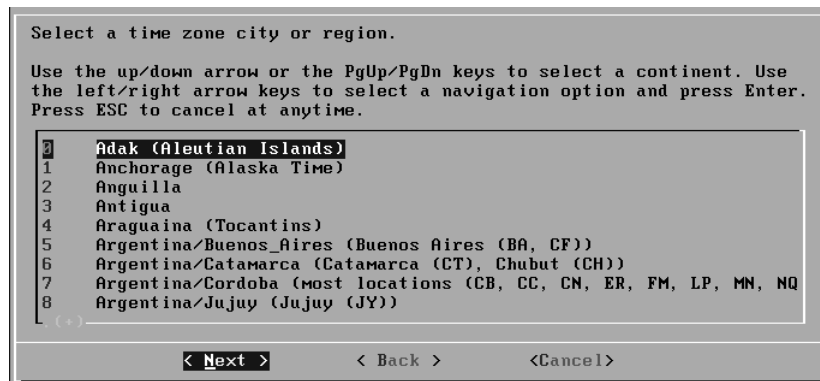 Select a time zone city or region.
Use the up/down arrow or the PgUp/PgDn keys to select a continent. Use
the left/right arrow keys to select a navigation option and press Enter.
Press ESC to cancel at anytime.
0 Adak (Aleutian Islands)
1 Anchorage (Alaska Time)
2 Anguilla
3 Antigua
4 Araguaina (Tocantins)
5 Argentina/Buenos_Aires (Buenos Aires (BA, CF))
6 Argentina/Catamarca (Catamarca (CT), Chubut (CH))
7 Argentina/Cordoba (most locations (CB, CC, CN, ER, FM, LP, MN, NQ
8 Argentina/Jujuy (Jujuy (JY))
(+)
< Next > < Back > <Cancel>